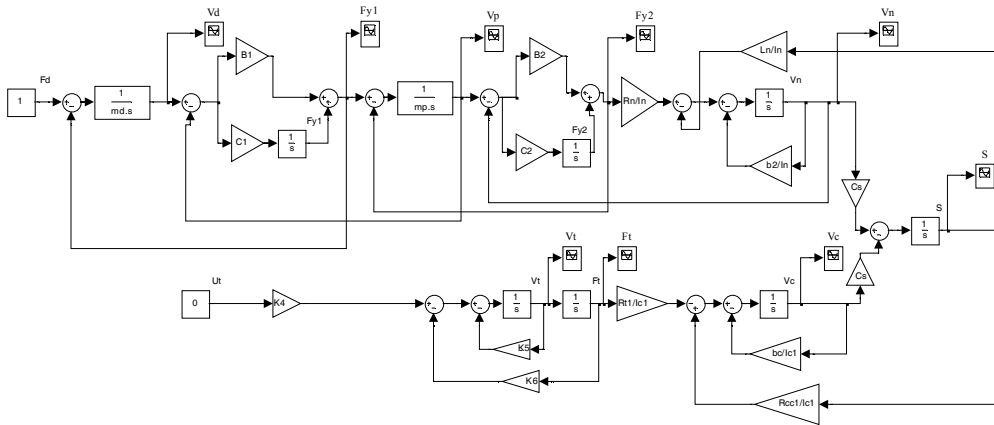 Vd
Fy1
Vp
Fy2
Vn
B1
B2
Ln/In
Fd
Vn
1
1
md.s
1
mp.s
Rn/In
1
s
Fy1
Fy2
C1
1
s
C2
1
s
b2/In
Cs
S
S
1
s
Vt
Ft
Vc
Cs
Ut
Vt
Ft
Vc
0
K4
1
s
1
s
Rt1/Ic1
1
s
K5
bc/Ic1
K6
Rcc1/Ic1